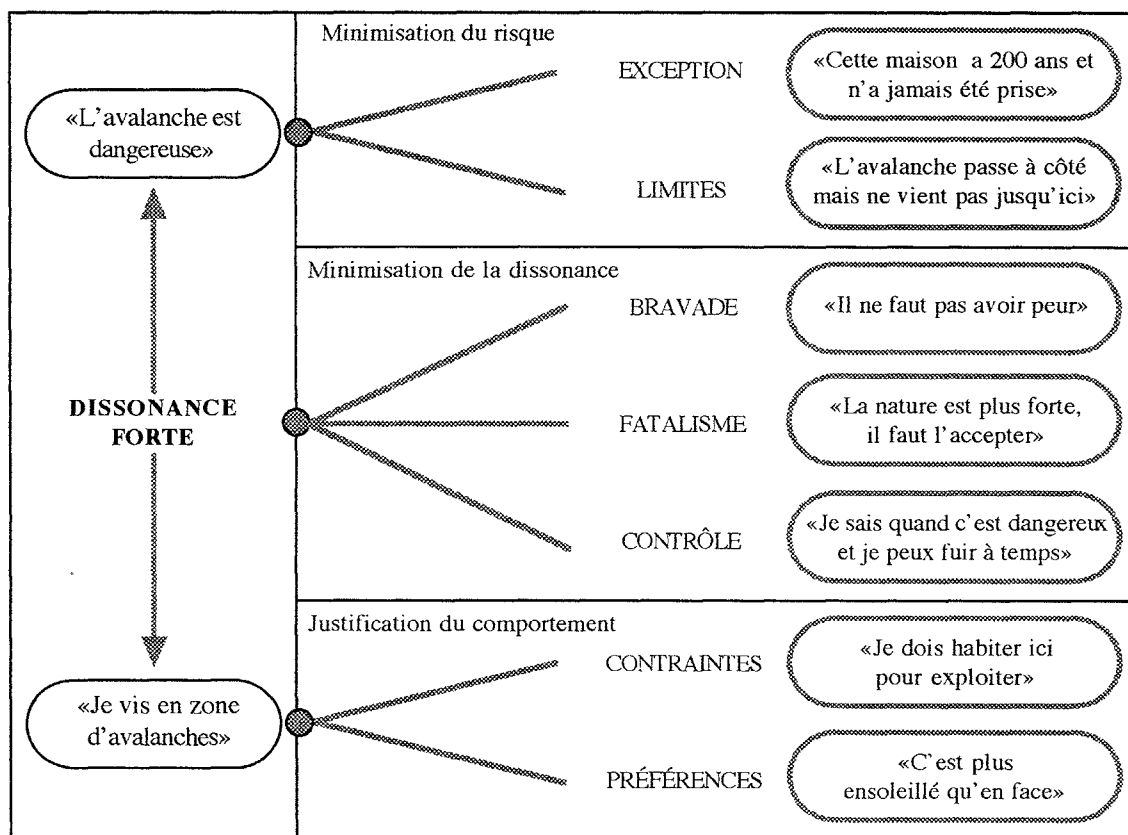 Minimisation du risque
EXCEPTION
«Cette maison a 200 ans et
n'a jamais été prise»
«L'avalanche est
dangereuse»
LIMITES
«L'avalanche passe à côté
mais ne vient pas jusqu'ici»
Minimisation de la dissonance
BRAVADE
«Il ne faut pas avoir peur»
DISSONANCE
FORTE
FATALISME
«La nature est plus forte,
il faut l'accepter»
CONTRÔLE
«Je sais quand c'est dangereux
et je peux fuir à temps»
Justification du comportement
CONTRAINTES
«Je dois habiter ici
pour exploiter»
«Je vis en zone
d'avalanches»
PRÉFÉRENCES
«C'est plus
ensoleillé qu'en face»